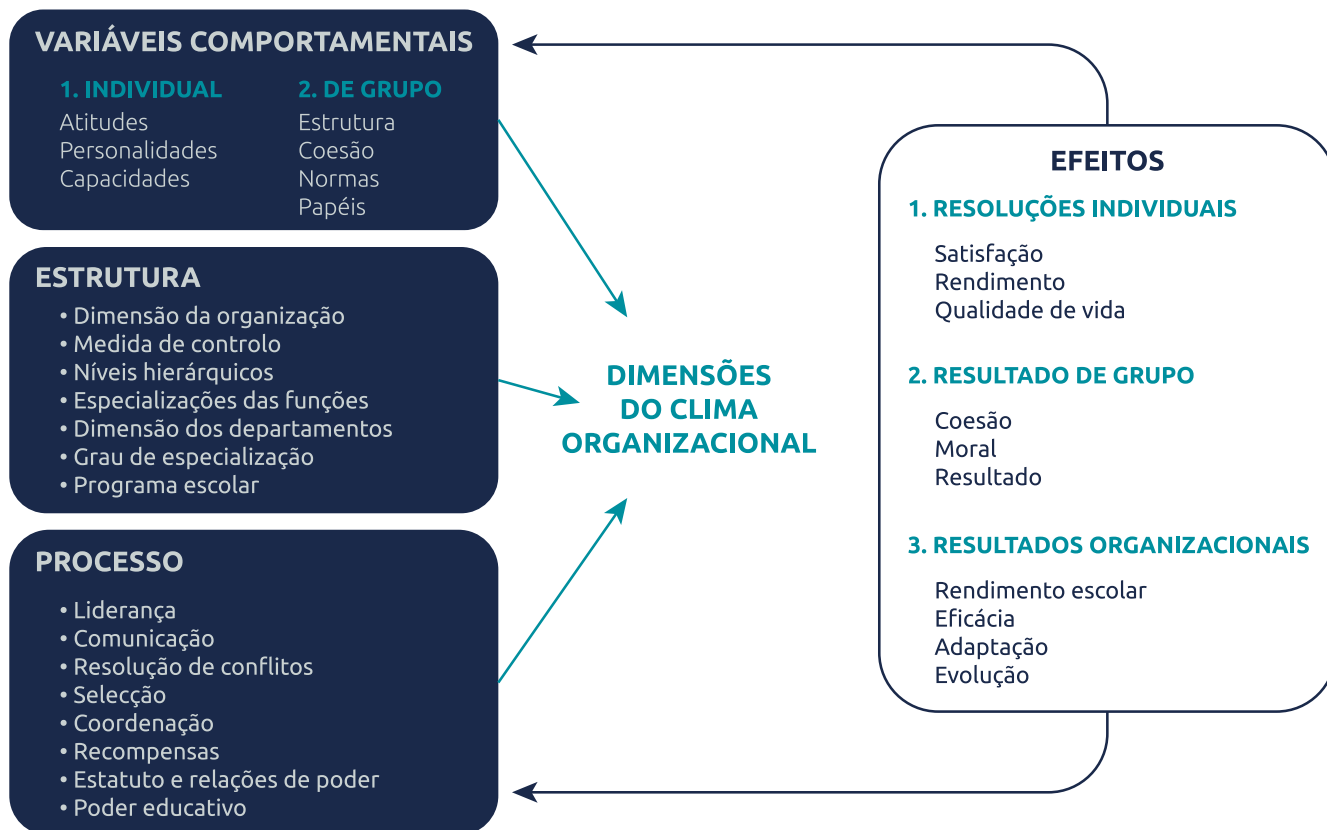 VARIÁVEIS COMPORTAMENTAIS
1. INDIVIDUAL
Atitudes
Personalidades
Capacidades
2. DE GRUPO
Estrutura
Coesão
Normas
Papéis
ESTRUTURA
• Dimensão da organização
• Medida de controlo
• Níveis hierárquicos
• Especializações das funções
• Dimensão dos departamentos
• Grau de especialização
• Programa escolar
PROCESSO
• Liderança
• Comunicação
• Resolução de conflitos
• Selecção
• Coordenação
• Recompensas
• Estatuto e relações de poder
• Poder educativo
DIMENSÕES
DO CLIMA
ORGANIZACIONAL
EFEITOS
1. RESOLUÇÕES INDIVIDUAIS
Satisfação
Rendimento
Qualidade de vida
2. RESULTADO DE GRUPO
Coesão
Moral
Resultado
3. RESULTADOS ORGANIZACIONAIS
Rendimento escolar
Eficácia
Adaptação
Evolução